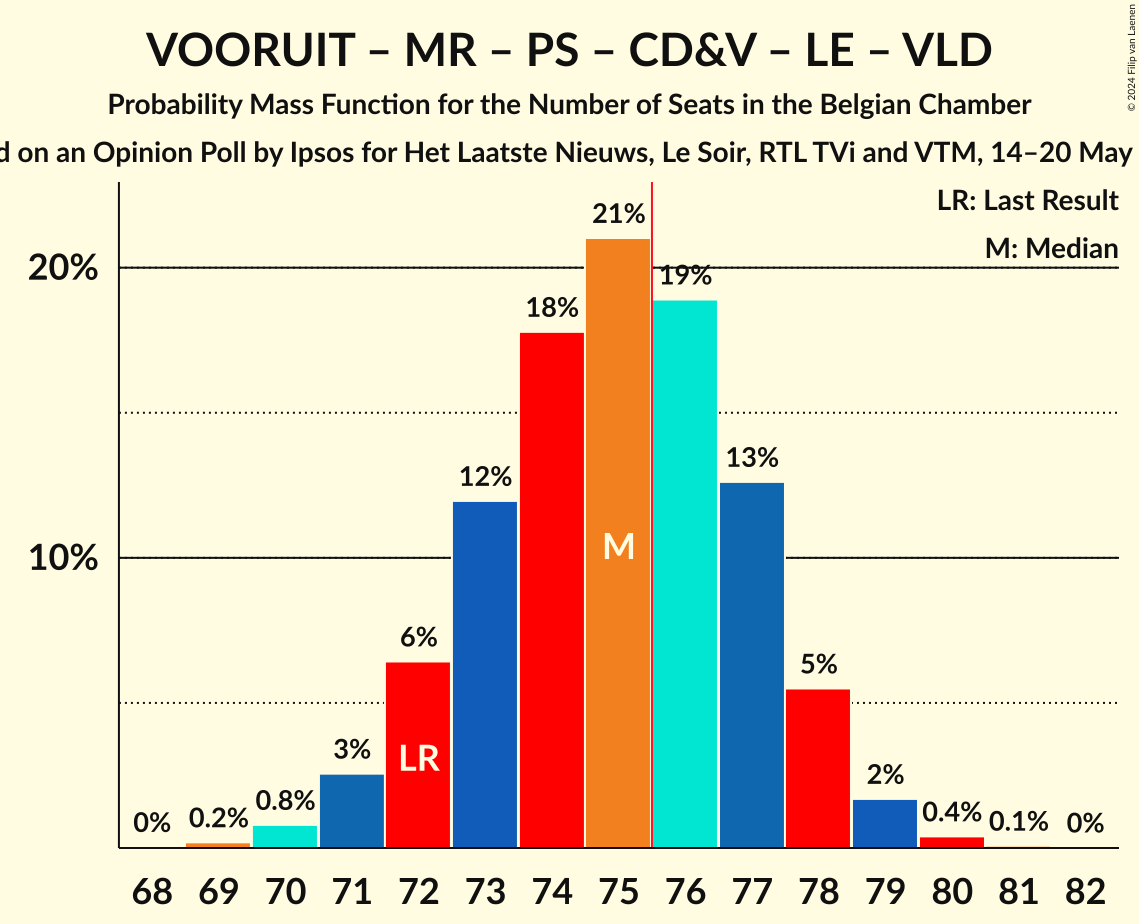 VOORUIT – MR – PS – CD&V – LE – VLD
Probability Mass Function for the Number of Seats in the Belgian Chamber
on an Opinion Poll by Ipsos for Het Laatste Nieuws, Le Soir, RTL TVi and VTM, 14–20 May
© 2024 Filip van Laenen
LR: Last Result
M: Median
20%
10%
0% 0.2% 0.8% 3% 6% 12% 18% 21% 19% 13% 5% 2% 0.4% 0.1% 0%
M
LR
68 69 70 71 72 73 74 75 76 77 78 79 80 81 82